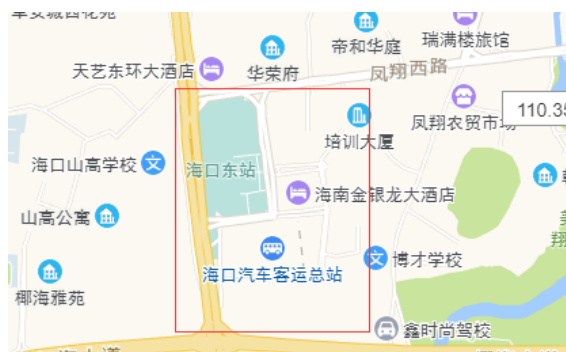 帝和华庭
瑞满楼旅馆
天艺东环大酒店
华荣府
凤翔西路
培训大厦
凤翔农贸市场
110.35
海口山高学校
海口东站
海南金银龙大酒店
山高公寓
海口汽车客运总站
博才学校
椰海雅苑
鑫时尚驾校